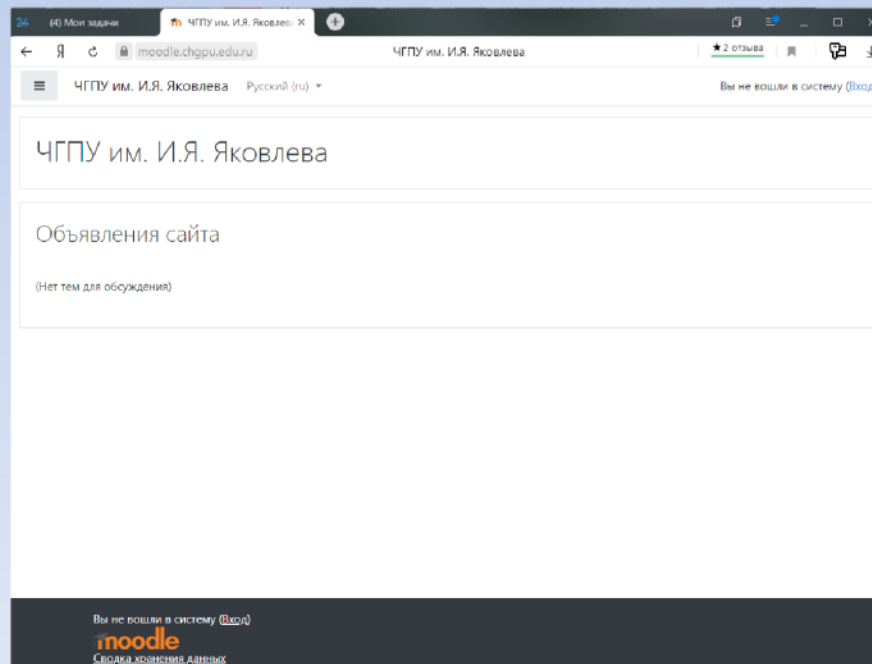 24 (4) Мои задачи ЧГПУ им. И.Я. Яковлев
Я moodle.chgpu.edu.ru ЧГПУ им. И.Я. Яковлева ★ 2 отзыва
ЧГПУ им. И.Я. Яковлева Русский (ru) Вы не вошли в систему (Вход
ЧГПУ им. И.Я. Яковлева
Объявления сайта
(Нет тем для обсуждения)
Вы не вошли в систему (Вход)
moodle
Сводка хранения данных